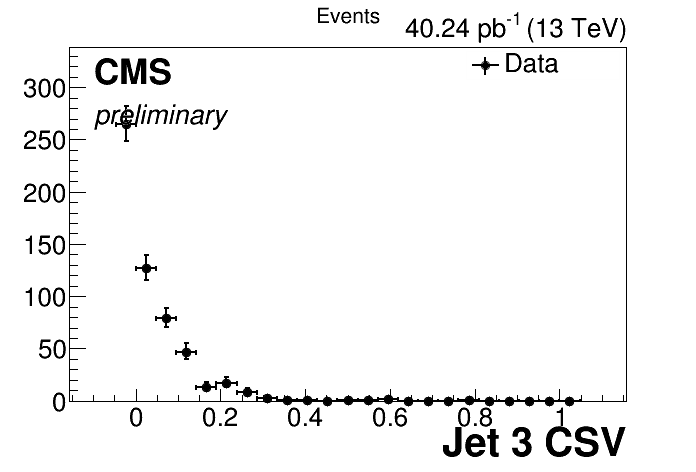 Events
40.24 pb-1 (13 TeV)
CMS
preliminary
Data
300
250
200
150
100
50
0
0 0.2 0.4 0.6 0.8 1
Jet 3 CSV